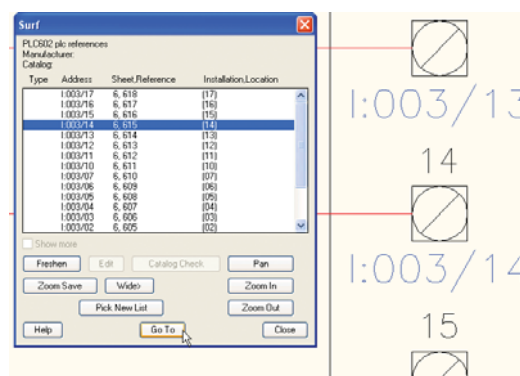 Surf
PLC602 plc references
Manufacturer:
Catalog:
Type Address Sheet,Reference Installation,Location
I:003/17 6, 618 (17)
I:003/16 6, 617 (16)
I:003/15 6, 616 (15)
I:003/14 6, 615 (14)
I:003/13 6, 614 (13)
I:003/12 6, 613 (12)
I:003/11 6, 612 (11)
I:003/10 6, 611 (10)
I:003/07 6, 610 (07)
I:003/06 6, 609 (06)
I:003/05 6, 608 (05)
I:003/04 6, 607 (04)
I:003/03 6, 606 (03)
I:003/02 6, 605 (02)
Show more
Freshen Edit Catalog Check Pan
Zoom Save Wide> Zoom In
Pick New List Zoom Out
Help Go To Close
I:003/13
14
I:003/14
15